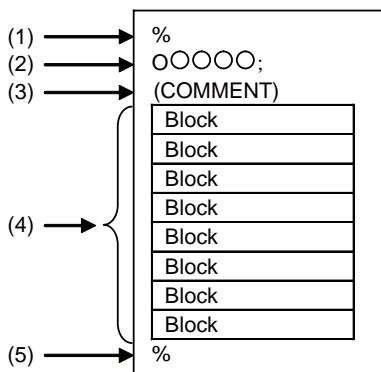 (1) %
(2) O○○○○;
(3) (COMMENT)
Block
Block
Block
Block
(4) Block
Block
Block
Block
(5) %